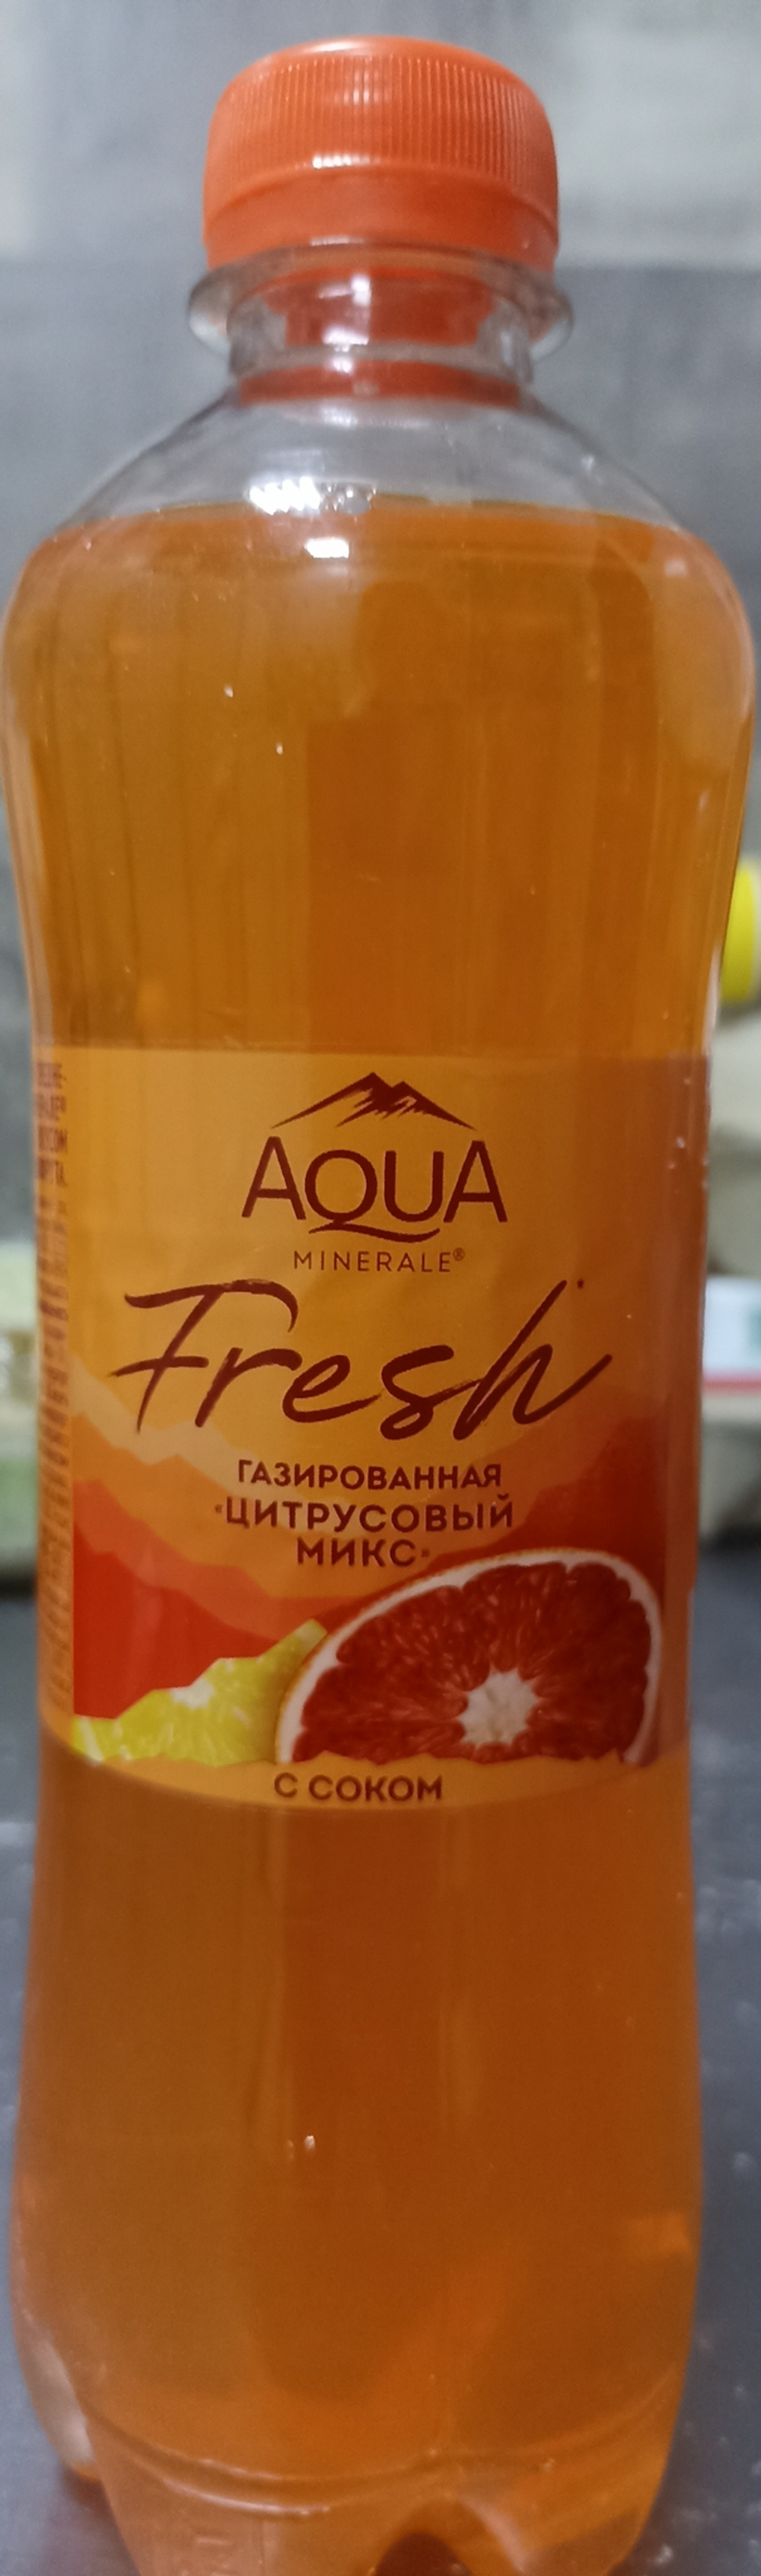 AQUA
MINERALE®
Fresh
ГАЗИРОВАННАЯ
«ЦИТРУСОВЫЙ
МИКС»
С СОКОМ